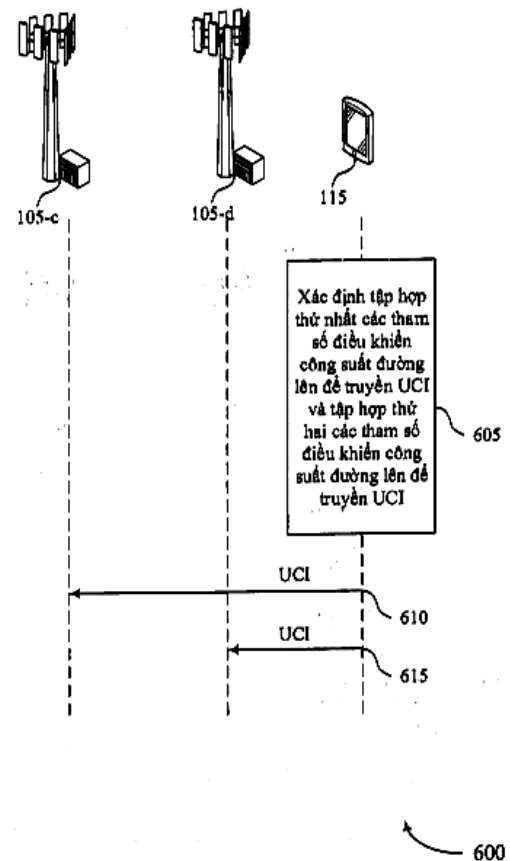 105-c
105-d
115
Xác định tập hợp
thứ nhất các tham
số điều khiển
công suất đường
lên để truyền UCI
và tập hợp thứ
hai các tham số
điều khiển công
suất đường lên để
truyền UCI
605
UCI
610
UCI
615
600